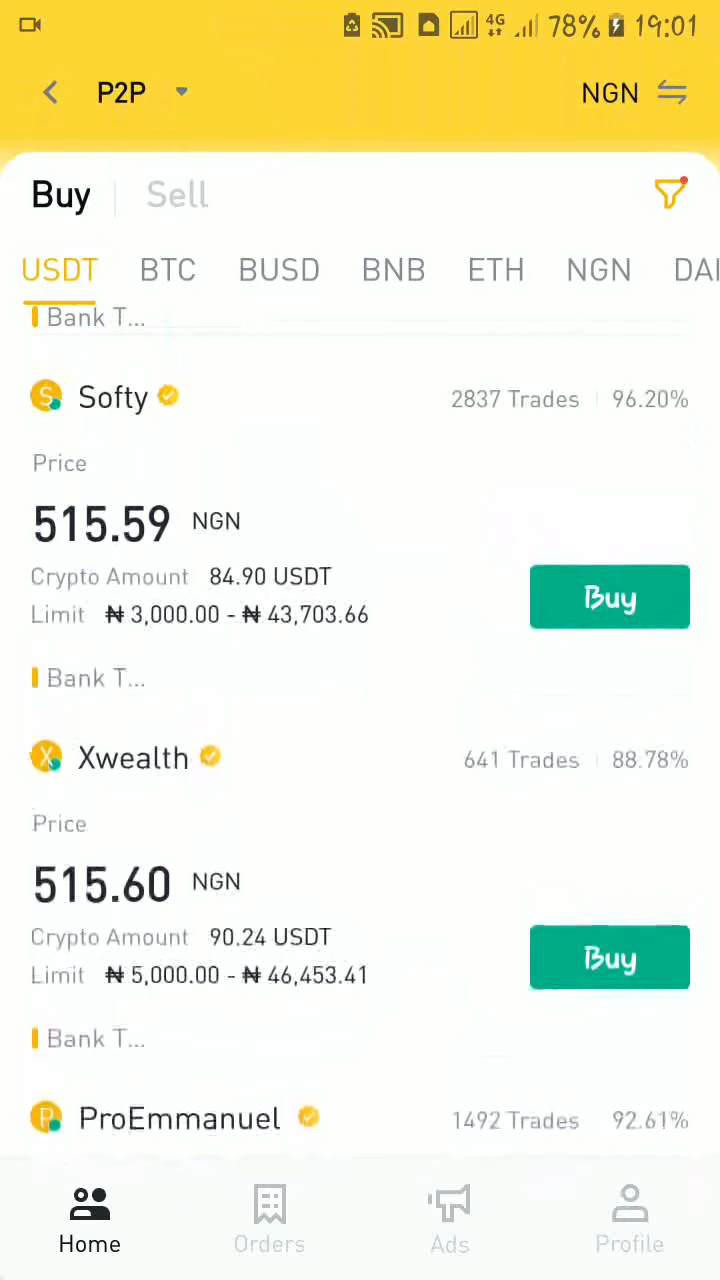 4G 78% 19:01
P2P NGN
Buy Sell
USDT BTC BUSD BNB ETH NGN DAI
Bank T...
S Softy 2837 Trades 96.20%
Price
515.59 NGN
Crypto Amount 84.90 USDT
Limit ₦ 3,000.00 - ₦ 43,703.66
Buy
Bank T...
X Xwealth 641 Trades 88.78%
Price
515.60 NGN
Crypto Amount 90.24 USDT
Limit ₦ 5,000.00 - ₦ 46,453.41
Buy
Bank T...
P ProEmmanuel 1492 Trades 92.61%
Home Orders Ads Profile